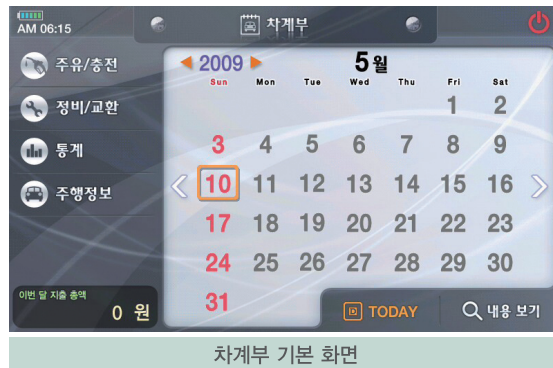 AM 06:15
차계부
주유/충전
정비/교환
통계
주행정보
이번 달 지출 총액
0 원
2009 5월
Sun Mon Tue Wed Thu Fri Sat
1 2
3 4 5 6 7 8 9
10 11 12 13 14 15 16
17 18 19 20 21 22 23
24 25 26 27 28 29 30
31
TODAY 내용 보기
차계부 기본 화면